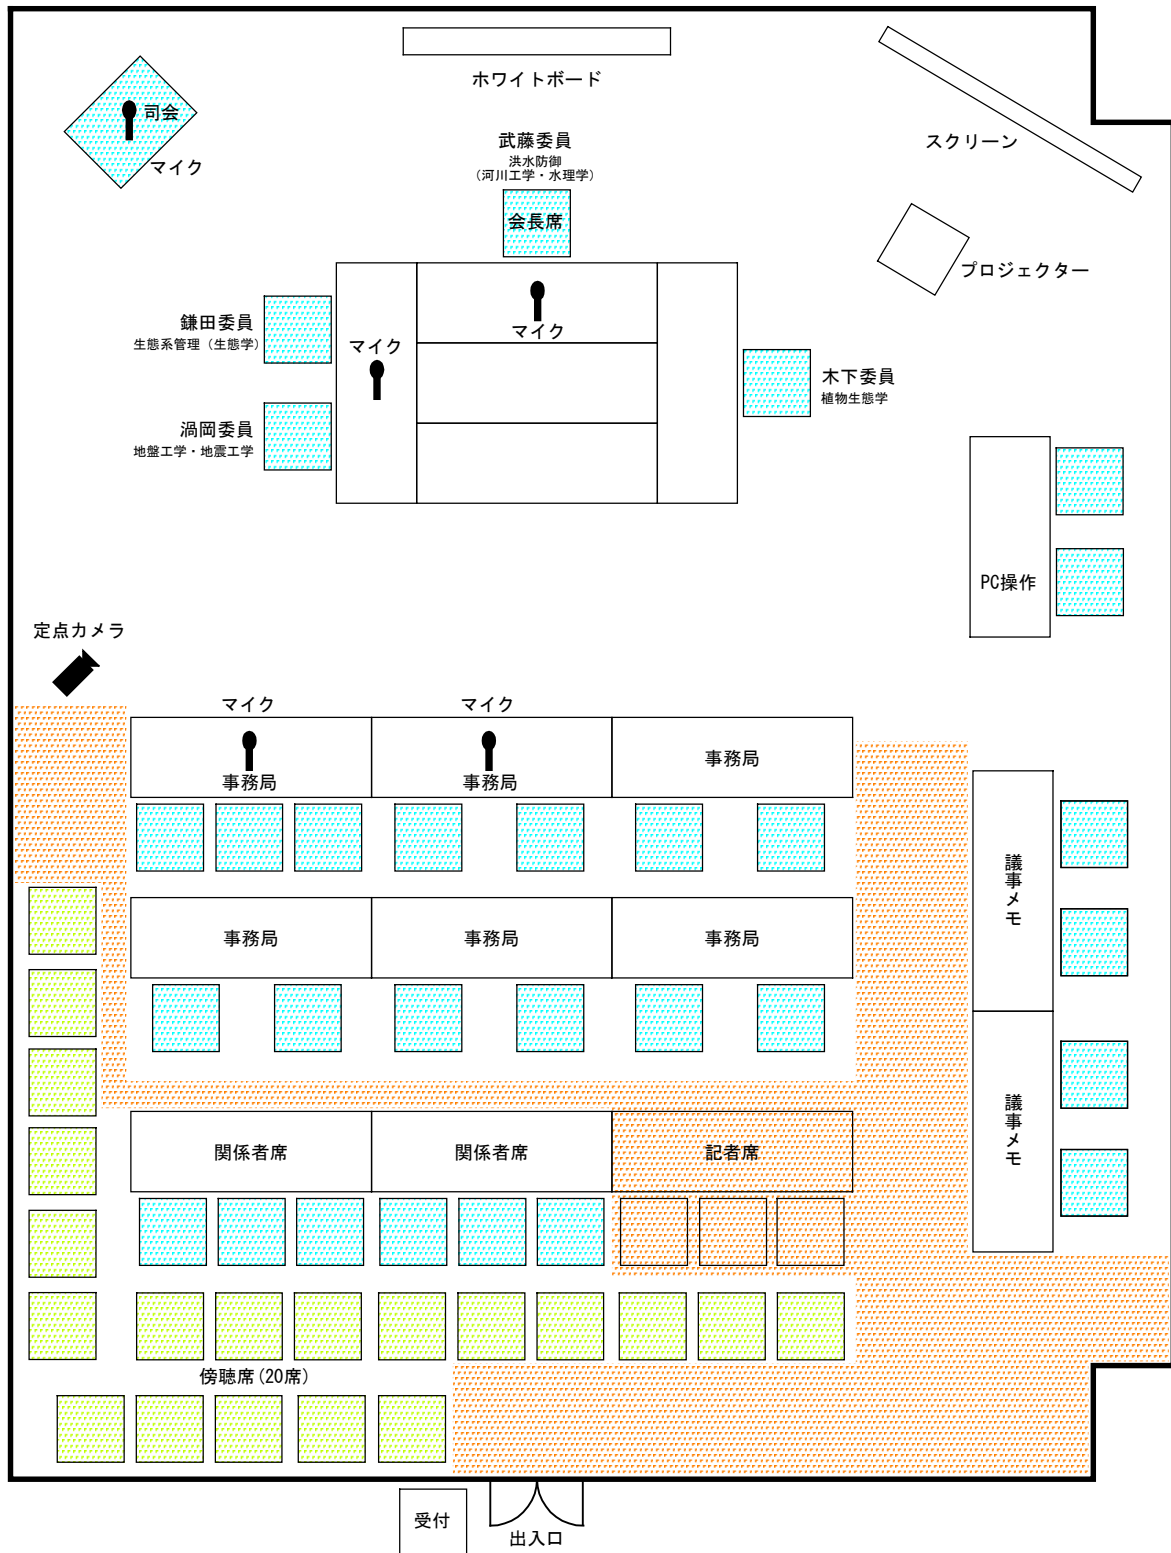 ホワイトボード
司会
マイク
スクリーン
武藤委員
洪水防御
(河川工学・水理学)
会長席
プロジェクター
鎌田委員
生態系管理(生態学)
マイク
マイク
木下委員
植物生態学
渦岡委員
地盤工学・地震工学
PC操作
定点カメラ
マイク
マイク
事務局
事務局
事務局
議事メモ
事務局
事務局
事務局
議事メモ
関係者席
関係者席
記者席
傍聴席(20席)
受付
出入口